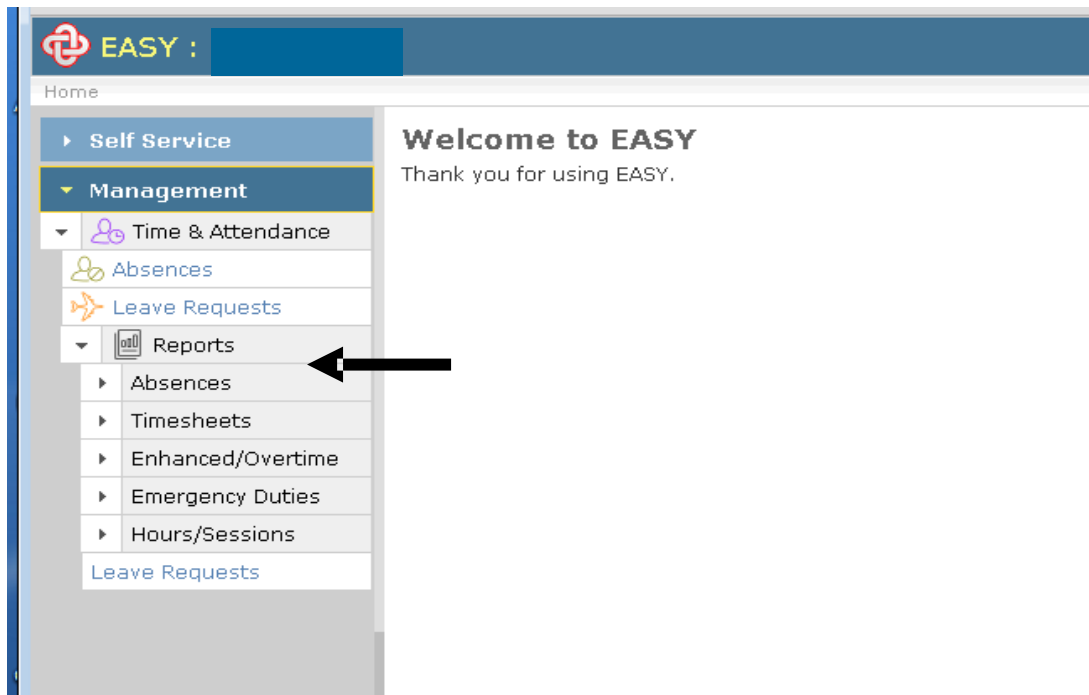 EASY :
Home
Self Service
Management
Time & Attendance
Absences
Leave Requests
Reports
Absences
Timesheets
Enhanced/Overtime
Emergency Duties
Hours/Sessions
Leave Requests
Welcome to EASY
Thank you for using EASY.